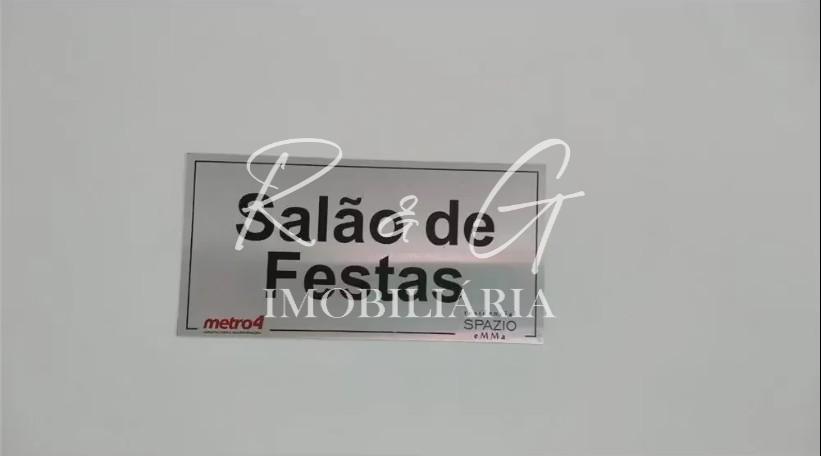 R & G
Salão de
Festas
IMOBILIÁRIA
metro4
SPAZIO
eMMa